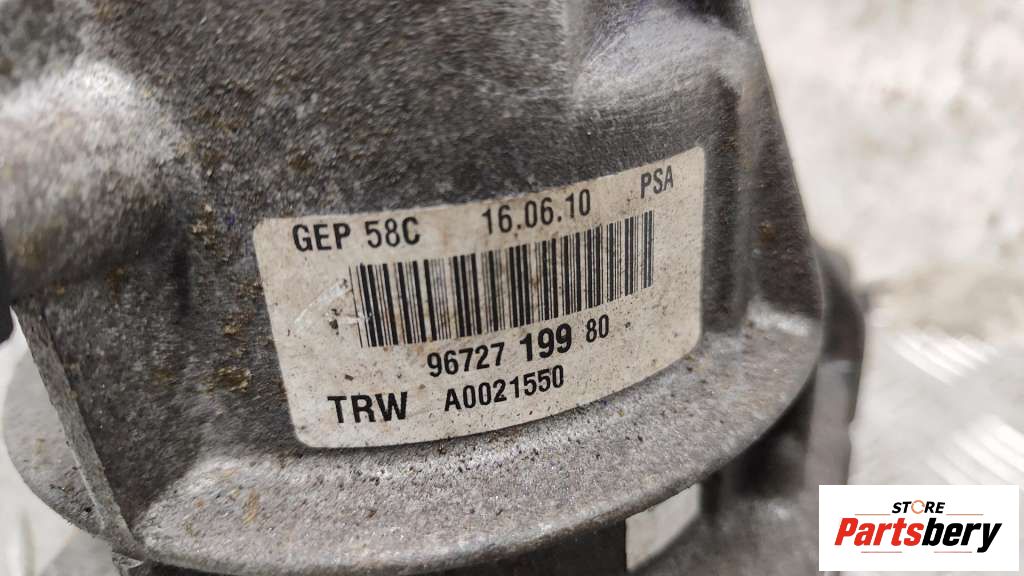 GEP 58C 16.06.10 PSA
96727 199 80
TRW A0021550
STORE
Partsbery